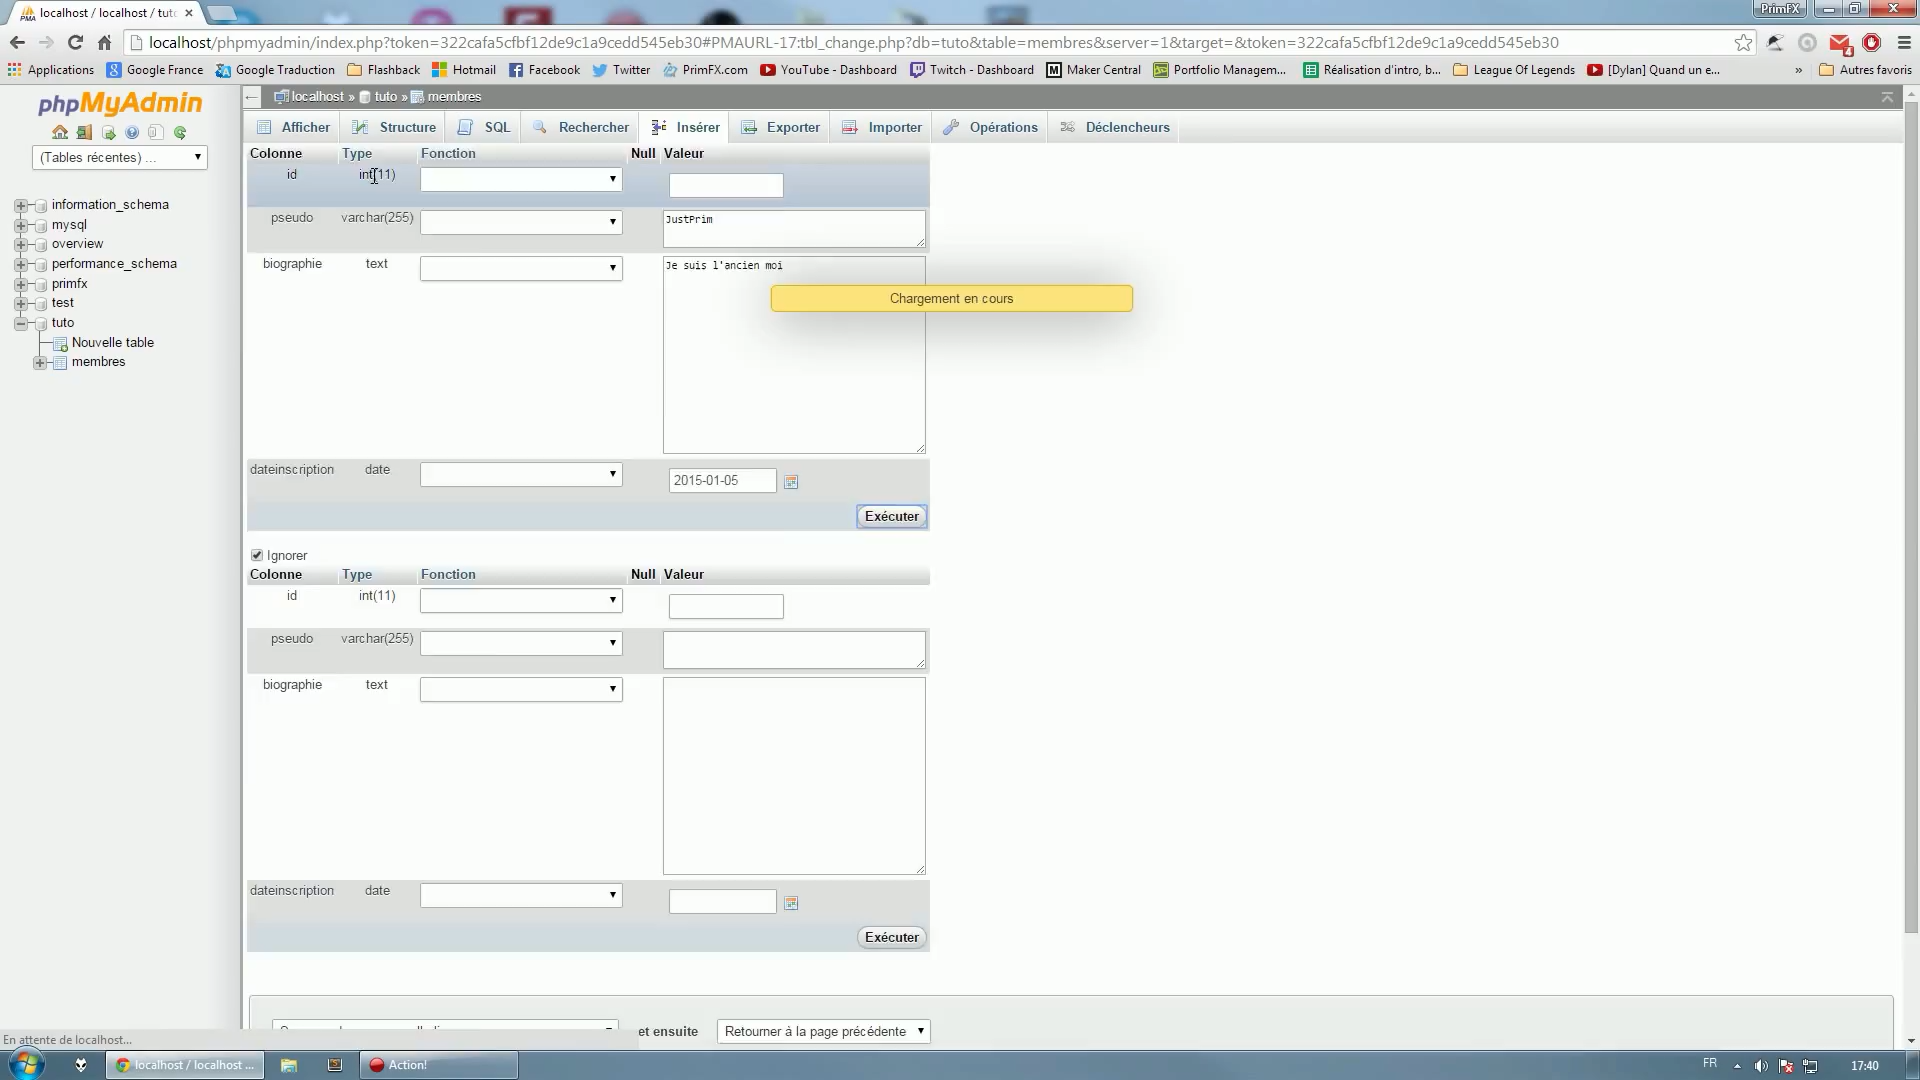 localhost / localhost / tuto
PrimFX
localhost/phpmyadmin/index.php?token=322cafa5cfbf12de9c1a9cedd545eb30#PMAURL-17:tbl_change.php?db=tuto&table=membres&server=1&target=&token=322cafa5cfbf12de9c1a9cedd545eb30
4
Applications Google France Google Traduction Flashback Hotmail Facebook Twitter PrimFX.com YouTube - Dashboard Twitch - Dashboard Maker Central Portfolio Managem... Réalisation d'intro, b... League Of Legends [Dylan] Quand un e... » Autres favoris
phpMyAdmin
(Tables récentes) ...
information_schema
mysql
overview
performance_schema
primfx
test
tuto
Nouvelle table
membres
localhost » tuto » membres
Afficher Structure SQL Rechercher Insérer Exporter Importer Opérations Déclencheurs
Colonne Type Fonction Null Valeur
id int(11)
pseudo varchar(255) JustPrim
biographie text Je suis l'ancien moi
Chargement en cours
dateinscription date 2015-01-05
Exécuter
Ignorer
Colonne Type Fonction Null Valeur
id int(11)
pseudo varchar(255)
biographie text
dateinscription date
Exécuter
et ensuite Retourner à la page précédente
En attente de localhost...
localhost / localhost ... Action! FR 17:40